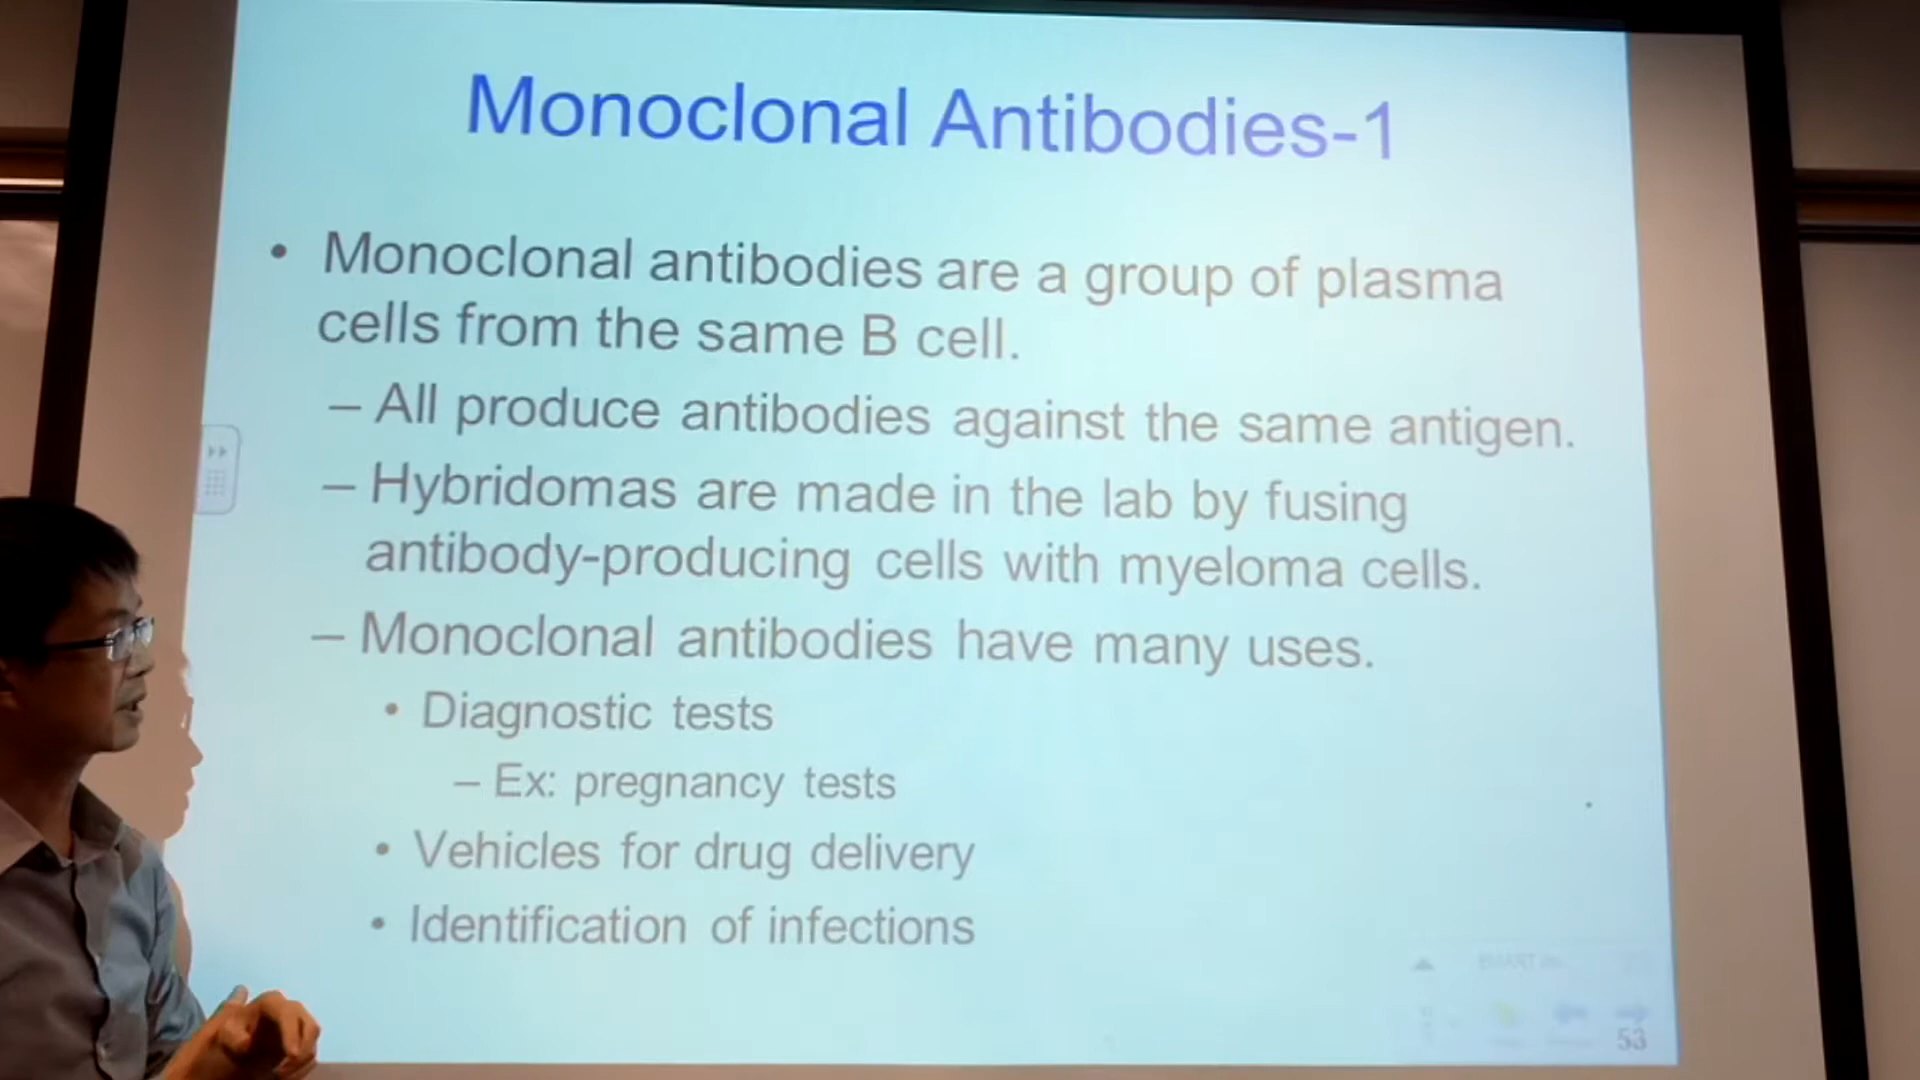 Monoclonal Antibodies-1
• Monoclonal antibodies are a group of plasma
cells from the same B cell.
– All produce antibodies against the same antigen.
– Hybridomas are made in the lab by fusing
antibody-producing cells with myeloma cells.
– Monoclonal antibodies have many uses.
• Diagnostic tests
– Ex: pregnancy tests
• Vehicles for drug delivery
• Identification of infections
53